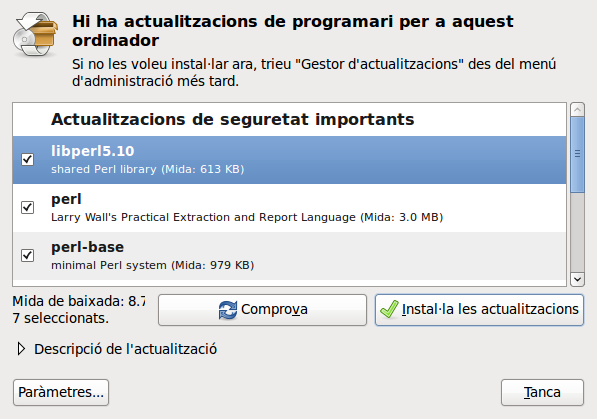 Hi ha actualitzacions de programari per a aquest
ordinador
Si no les voleu instal·lar ara, trieu "Gestor d'actualitzacions" des del menú
d'administració més tard.
Actualitzacions de seguretat importants
libperl5.10
shared Perl library (Mida: 613 KB)
perl
Larry Wall's Practical Extraction and Report Language (Mida: 3.0 MB)
perl-base
minimal Perl system (Mida: 979 KB)
Mida de baixada: 8.7
7 seleccionats.
Comprova
Instal·la les actualitzacions
Descripció de l'actualització
Paràmetres...
Tanca